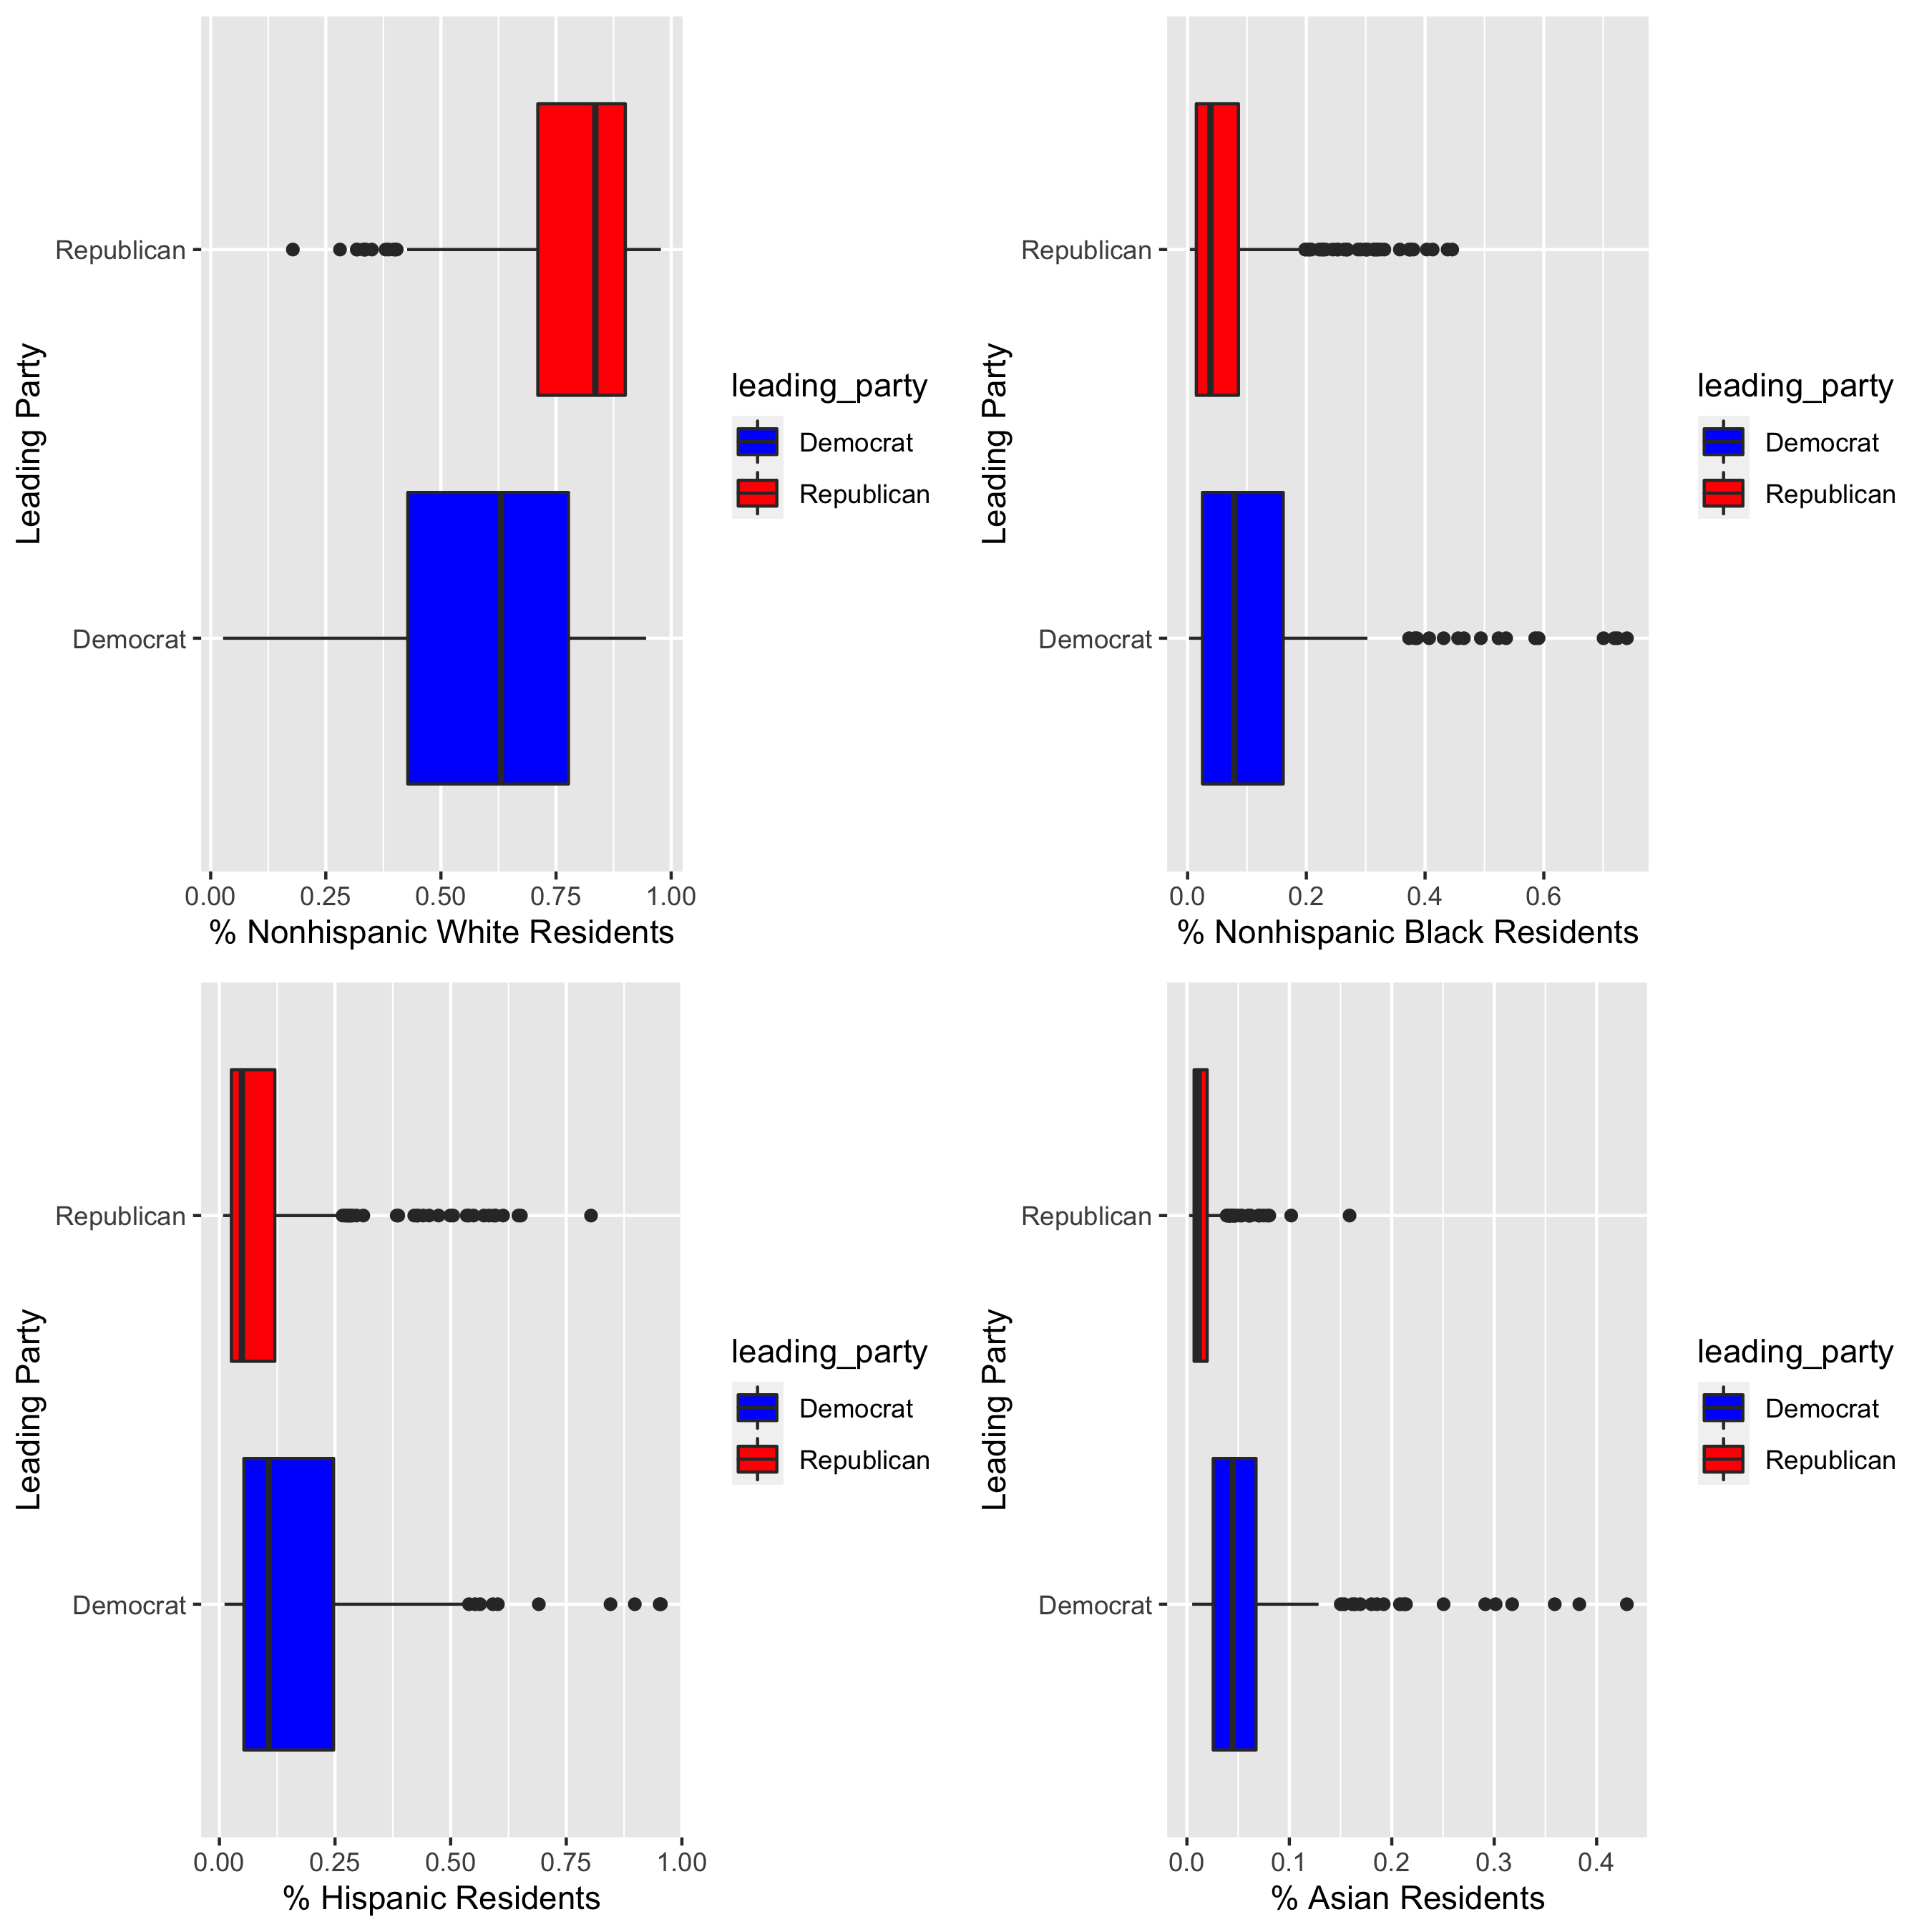 Republican
Democrat
Leading Party
0.00 0.25 0.50 0.75 1.00
% Nonhispanic White Residents
leading_party
Democrat
Republican
Republican
Democrat
Leading Party
0.0 0.2 0.4 0.6
% Nonhispanic Black Residents
leading_party
Democrat
Republican
Republican
Democrat
Leading Party
0.00 0.25 0.50 0.75 1.00
% Hispanic Residents
leading_party
Democrat
Republican
Republican
Democrat
Leading Party
0.0 0.1 0.2 0.3 0.4
% Asian Residents
leading_party
Democrat
Republican